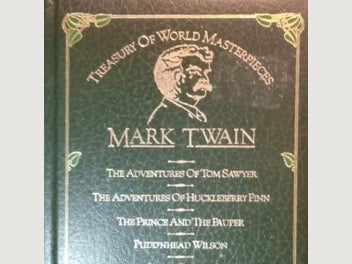 TREASURY OF WORLD MASTERPIECES
MARK TWAIN
THE ADVENTURES OF TOM SAWYER
THE ADVENTURES OF HUCKLEBERRY FINN
THE PRINCE AND THE PAUPER
PUDD'NHEAD WILSON